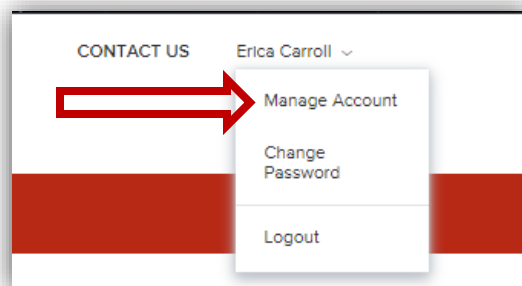 CONTACT US Erica Carroll
Manage Account
Change
Password
Logout